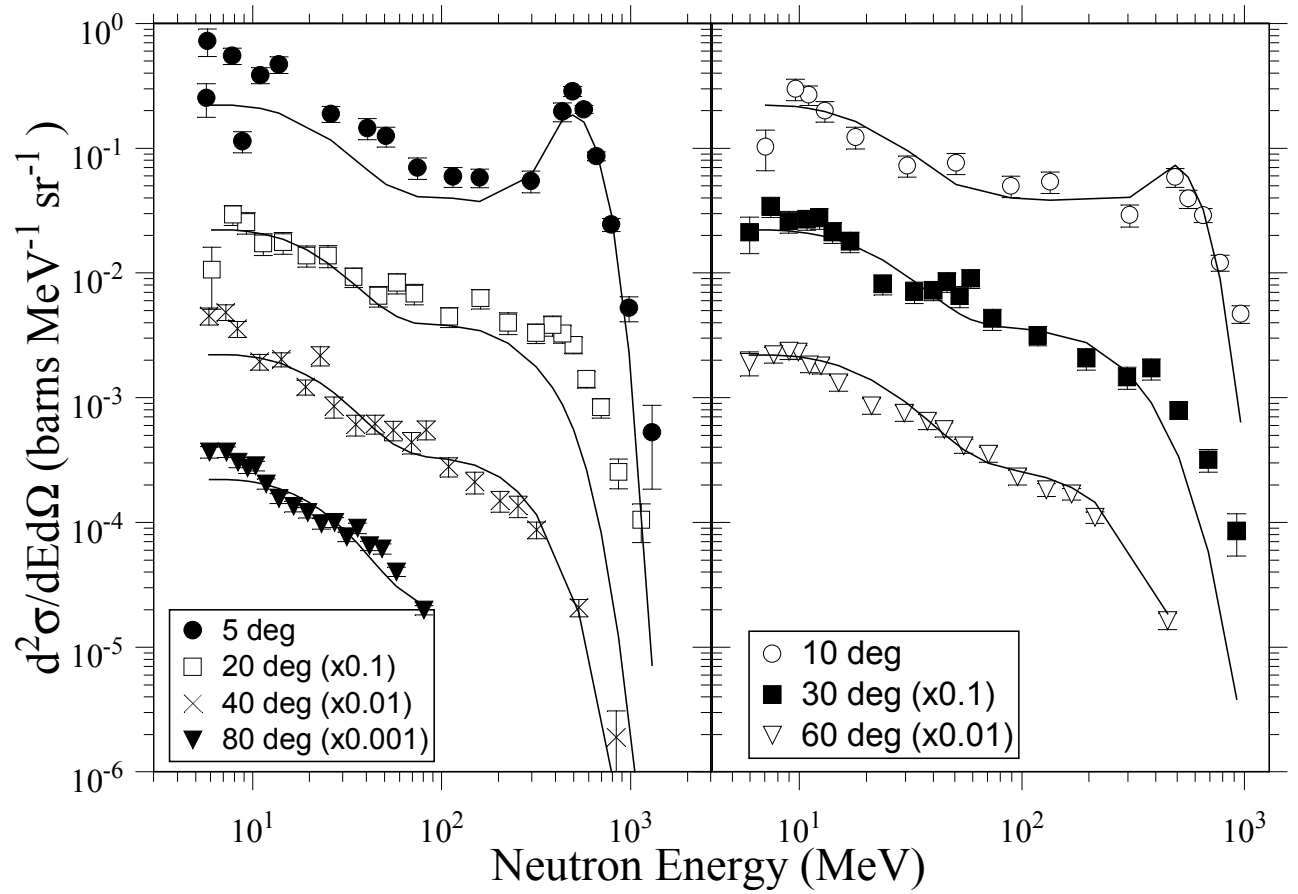 d²σ/dEdΩ (barns MeV⁻¹ sr⁻¹)
10⁰
10⁻¹
10⁻²
10⁻³
10⁻⁴
10⁻⁵
10⁻⁶
5 deg
20 deg (x0.1)
40 deg (x0.01)
80 deg (x0.001)
10 deg
30 deg (x0.1)
60 deg (x0.01)
10¹ 10² 10³ 10¹ 10² 10³
Neutron Energy (MeV)